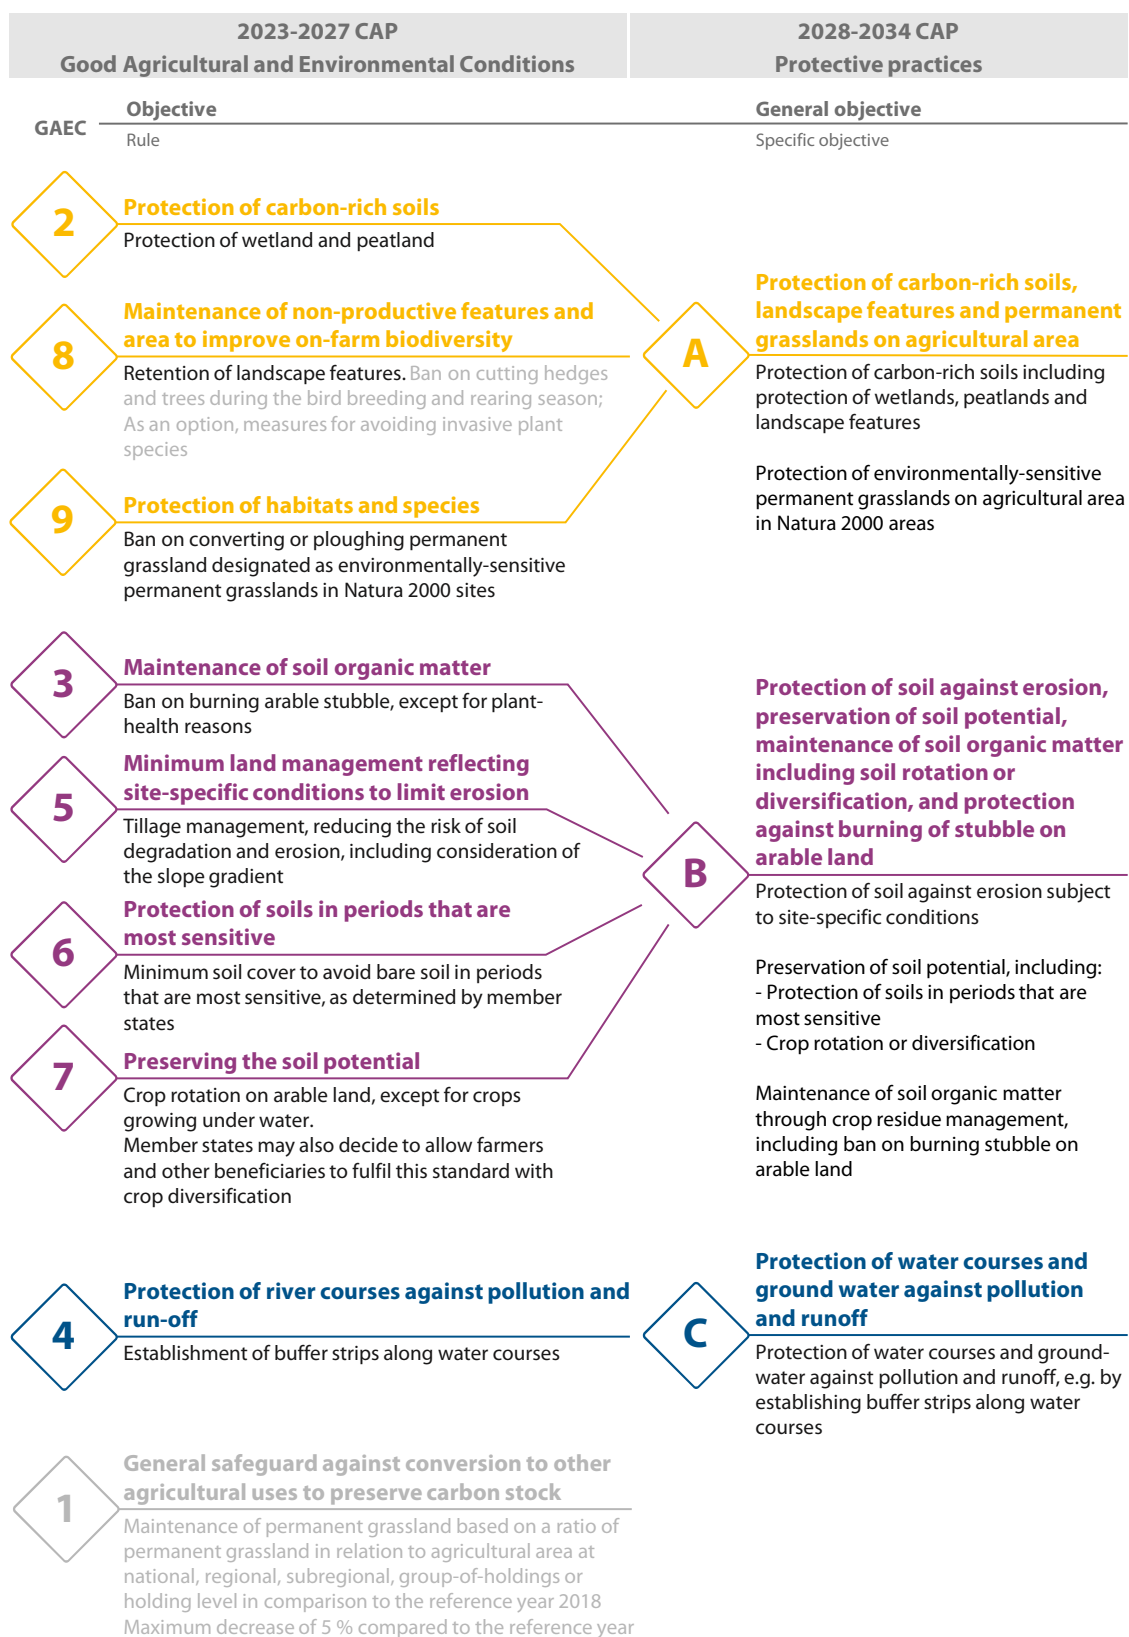 2023-2027 CAP
Good Agricultural and Environmental Conditions
2028-2034 CAP
Protective practices
GAEC
Objective
Rule
General objective
Specific objective
2
Protection of carbon-rich soils
Protection of wetland and peatland
8
Maintenance of non-productive features and
area to improve on-farm biodiversity
Retention of landscape features. Ban on cutting hedges
and trees during the bird breeding and rearing season;
As an option, measures for avoiding invasive plant
species
9
Protection of habitats and species
Ban on converting or ploughing permanent
grassland designated as environmentally-sensitive
permanent grasslands in Natura 2000 sites
A
Protection of carbon-rich soils,
landscape features and permanent
grasslands on agricultural area
Protection of carbon-rich soils including
protection of wetlands, peatlands and
landscape features
Protection of environmentally-sensitive
permanent grasslands on agricultural area
in Natura 2000 areas
3
Maintenance of soil organic matter
Ban on burning arable stubble, except for plant-
health reasons
5
Minimum land management reflecting
site-specific conditions to limit erosion
Tillage management, reducing the risk of soil
degradation and erosion, including consideration of
the slope gradient
6
Protection of soils in periods that are
most sensitive
Minimum soil cover to avoid bare soil in periods
that are most sensitive, as determined by member
states
7
Preserving the soil potential
Crop rotation on arable land, except for crops
growing under water.
Member states may also decide to allow farmers
and other beneficiaries to fulfil this standard with
crop diversification
B
Protection of soil against erosion,
preservation of soil potential,
maintenance of soil organic matter
including soil rotation or
diversification, and protection
against burning of stubble on
arable land
Protection of soil against erosion subject
to site-specific conditions
Preservation of soil potential, including:
- Protection of soils in periods that are
most sensitive
- Crop rotation or diversification
Maintenance of soil organic matter
through crop residue management,
including ban on burning stubble on
arable land
4
Protection of river courses against pollution and
run-off
Establishment of buffer strips along water courses
C
Protection of water courses and
ground water against pollution
and runoff
Protection of water courses and ground-
water against pollution and runoff, e.g. by
establishing buffer strips along water
courses
1
General safeguard against conversion to other
agricultural uses to preserve carbon stock
Maintenance of permanent grassland based on a ratio of
permanent grassland in relation to agricultural area at
national, regional, subregional, group-of-holdings or
holding level in comparison to the reference year 2018
Maximum decrease of 5 % compared to the reference year